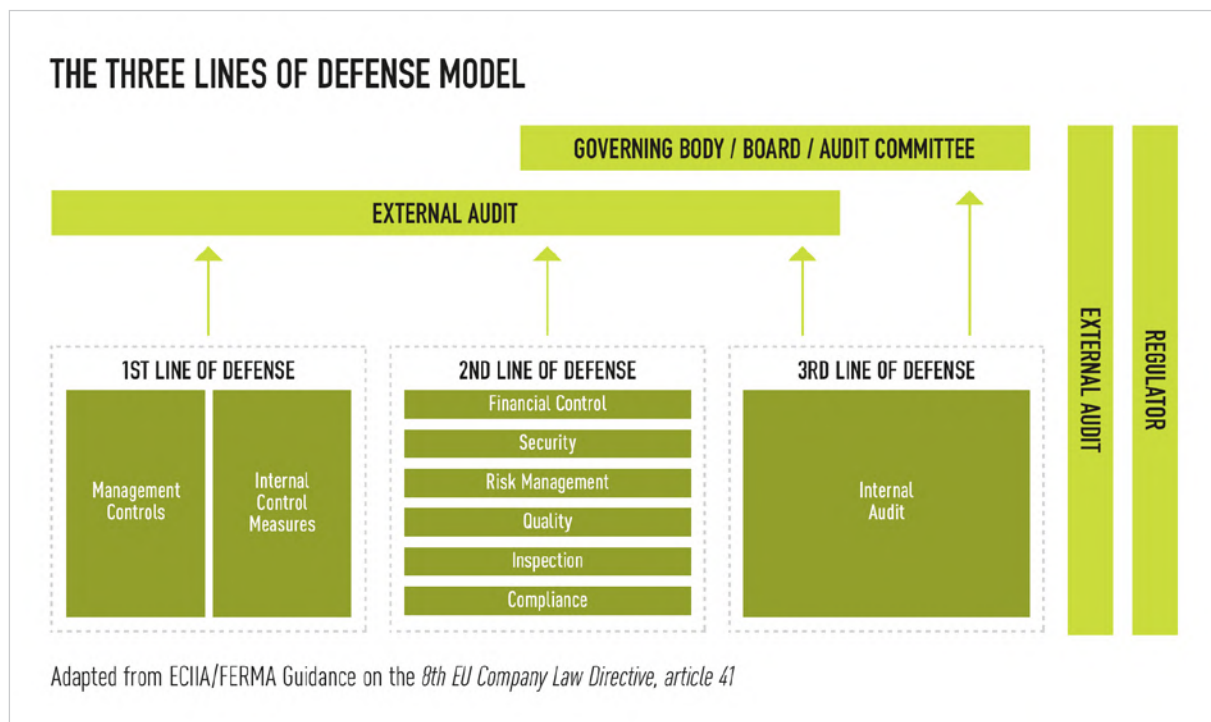 THE THREE LINES OF DEFENSE MODEL
GOVERNING BODY / BOARD / AUDIT COMMITTEE
EXTERNAL AUDIT
1ST LINE OF DEFENSE
Management
Controls
Internal
Control
Measures
2ND LINE OF DEFENSE
Financial Control
Security
Risk Management
Quality
Inspection
Compliance
3RD LINE OF DEFENSE
Internal
Audit
EXTERNAL AUDIT
REGULATOR
Adapted from ECIIA/FERMA Guidance on the 8th EU Company Law Directive, article 41